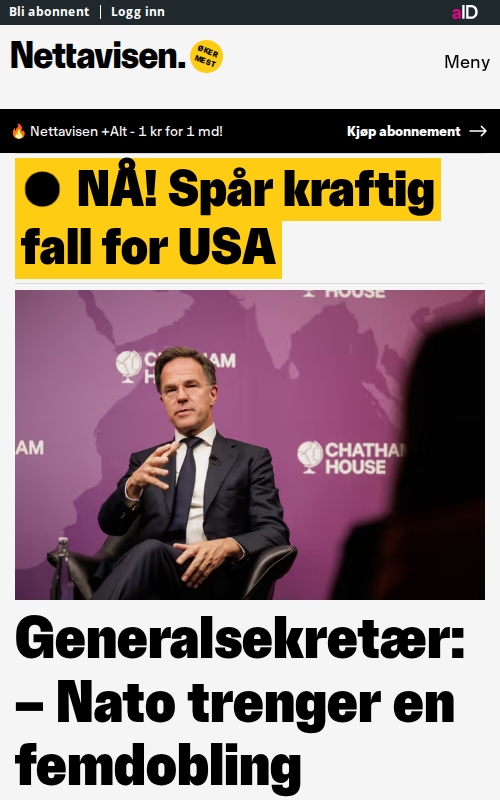 Bli abonnent | Logg inn
aID
Nettavisen.
ØKER
MEST
Meny
Nettavisen +Alt - 1 kr for 1 md!
Kjøp abonnement
NÅ! Spår kraftig
fall for USA
HOUSE
CHATHAM
HOUSE
AM
CHATHAM
HOUSE
Generalsekretær:
– Nato trenger en
femdobling